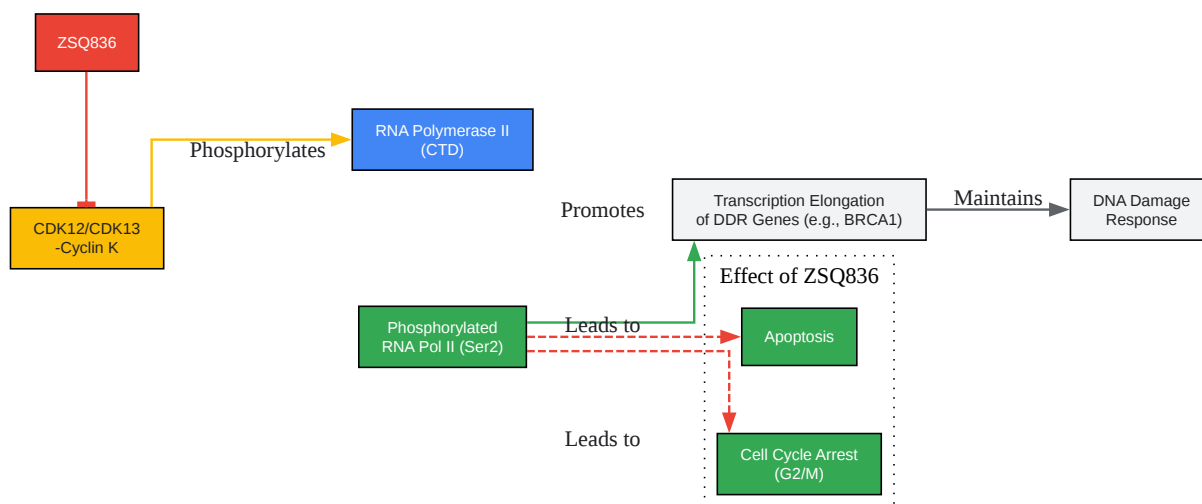 ZSQ836
RNA Polymerase II
(CTD)
Phosphorylates
CDK12/CDK13
-Cyclin K
Transcription Elongation
of DDR Genes (e.g., BRCA1)
Maintains
DNA Damage
Response
Promotes
Effect of ZSQ836
Phosphorylated
RNA Pol II (Ser2)
Leads to
Apoptosis
Leads to
Cell Cycle Arrest
(G2/M)